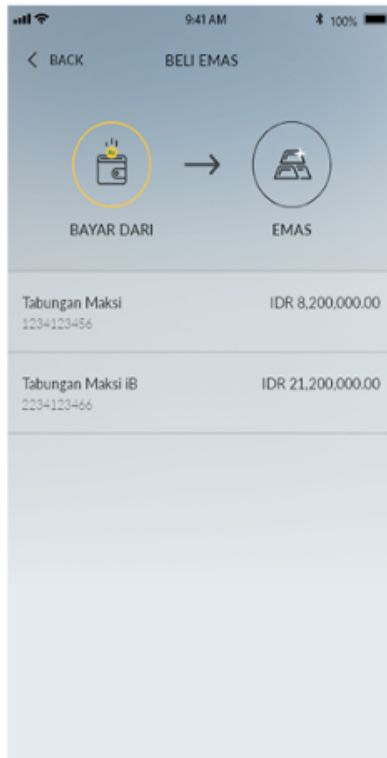 9:41 AM 100%
BACK BELI EMAS
BAYAR DARI EMAS
Tabungan Maksi IDR 8,200,000.00
1234123456
Tabungan Maksi iB IDR 21,200,000.00
2234123466